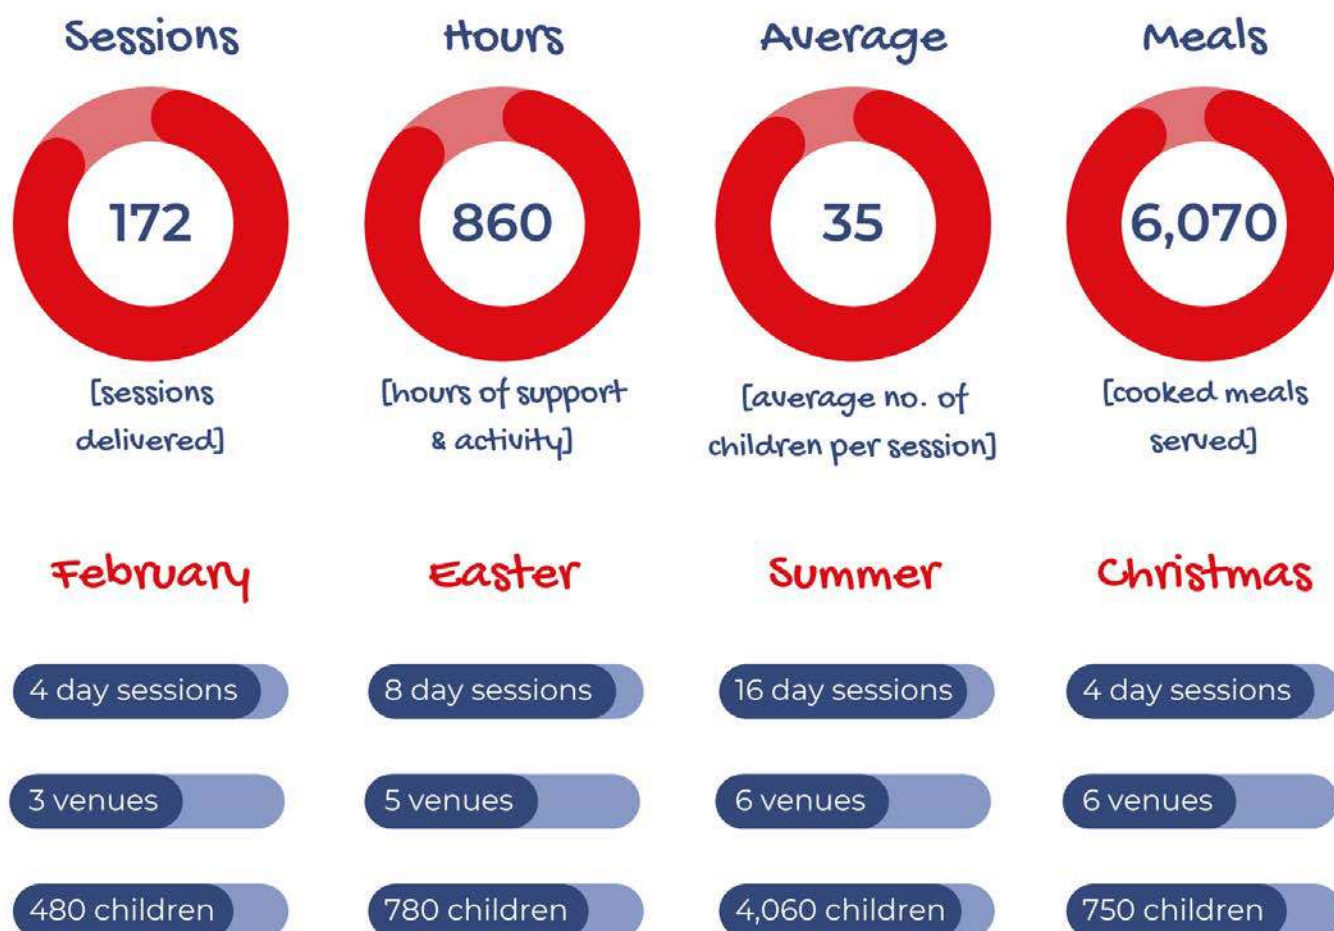 Sessions
Hours
Average
Meals
172
860
35
6,070
[sessions
delivered]
[hours of support
& activity]
[average no. of
children per session]
[cooked meals
served]
February
Easter
Summer
Christmas
4 day sessions
8 day sessions
16 day sessions
4 day sessions
3 venues
5 venues
6 venues
6 venues
480 children
780 children
4,060 children
750 children